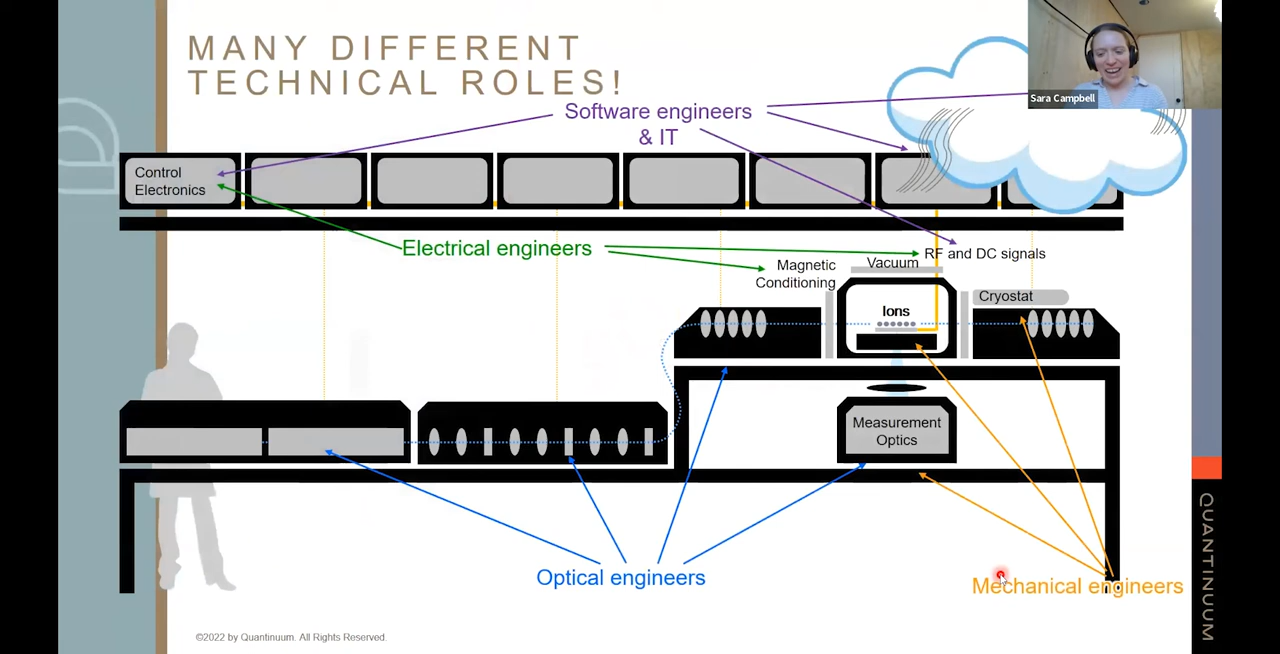 MANY DIFFERENT
TECHNICAL ROLES!
Sara Campbell
Software engineers
& IT
Control
Electronics
Electrical engineers
RF and DC signals
Vacuum
Magnetic
Conditioning
Cryostat
Ions
Measurement
Optics
Optical engineers
Mechanical engineers
QUANTINUUM
©2022 by Quantinuum. All Rights Reserved.